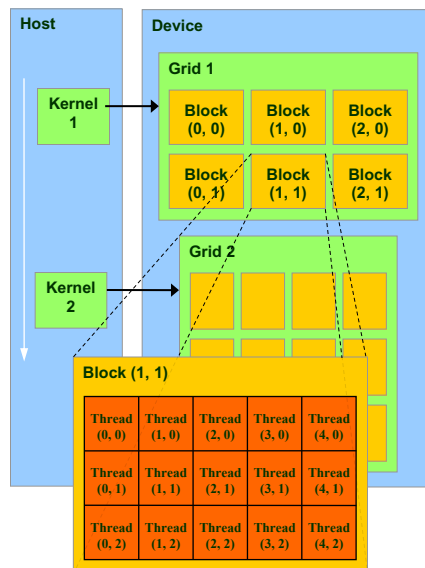 Host
Device
Grid 1
Kernel
1
Block
(0, 0)
Block
(1, 0)
Block
(2, 0)
Block
(0, 1)
Block
(1, 1)
Block
(2, 1)
Grid 2
Kernel
2
Block (1, 1)
Thread
(0, 0)
Thread
(1, 0)
Thread
(2, 0)
Thread
(3, 0)
Thread
(4, 0)
Thread
(0, 1)
Thread
(1, 1)
Thread
(2, 1)
Thread
(3, 1)
Thread
(4, 1)
Thread
(0, 2)
Thread
(1, 2)
Thread
(2, 2)
Thread
(3, 2)
Thread
(4, 2)